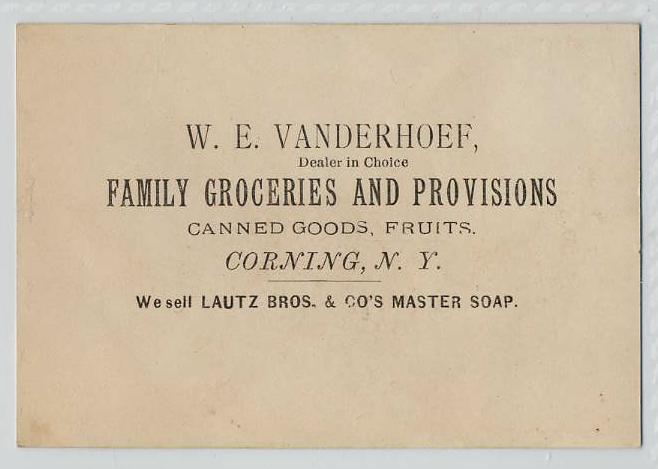 W. E. VANDERHOEF,
Dealer in Choice
FAMILY GROCERIES AND PROVISIONS
CANNED GOODS, FRUITS.
CORNING, N. Y.
We sell LAUTZ BROS. & CO'S MASTER SOAP.